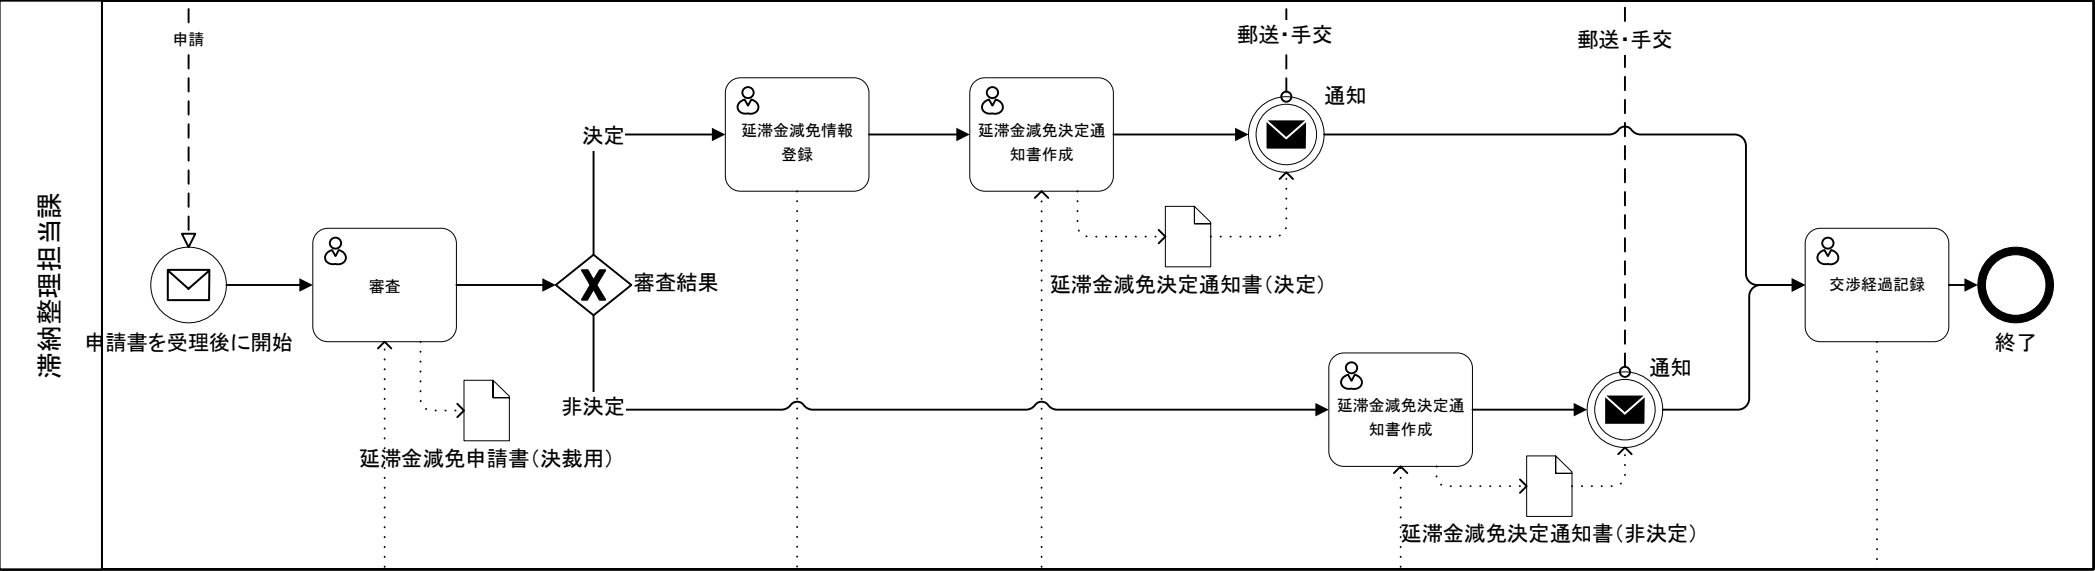 滞納整理担当課
申請
申請書を受理後に開始
審査
延滞金減免申請書(決裁用)
審査結果
決定
延滞金減免情報
登録
延滞金減免決定通
知書作成
延滞金減免決定通知書(決定)
郵送・手交
通知
非決定
延滞金減免決定通
知書作成
延滞金減免決定通知書(非決定)
郵送・手交
通知
交渉経過記録
終了